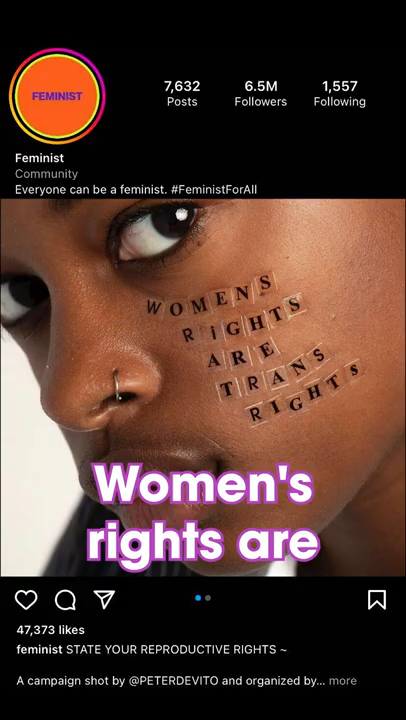 FEMINIST
7,632
6.5M
1,557
Posts
Followers
Following
Feminist
Community
Everyone can be a feminist. #FeministForAll
WOMENS
RiGHTS
ARE
TRANS
RIGHTs
Women's
rights are
47,373 likes
feminist STATE YOUR REPRODUCTIVE RIGHTS ~
A campaign shot by @PETERDEVITO and organized by... more